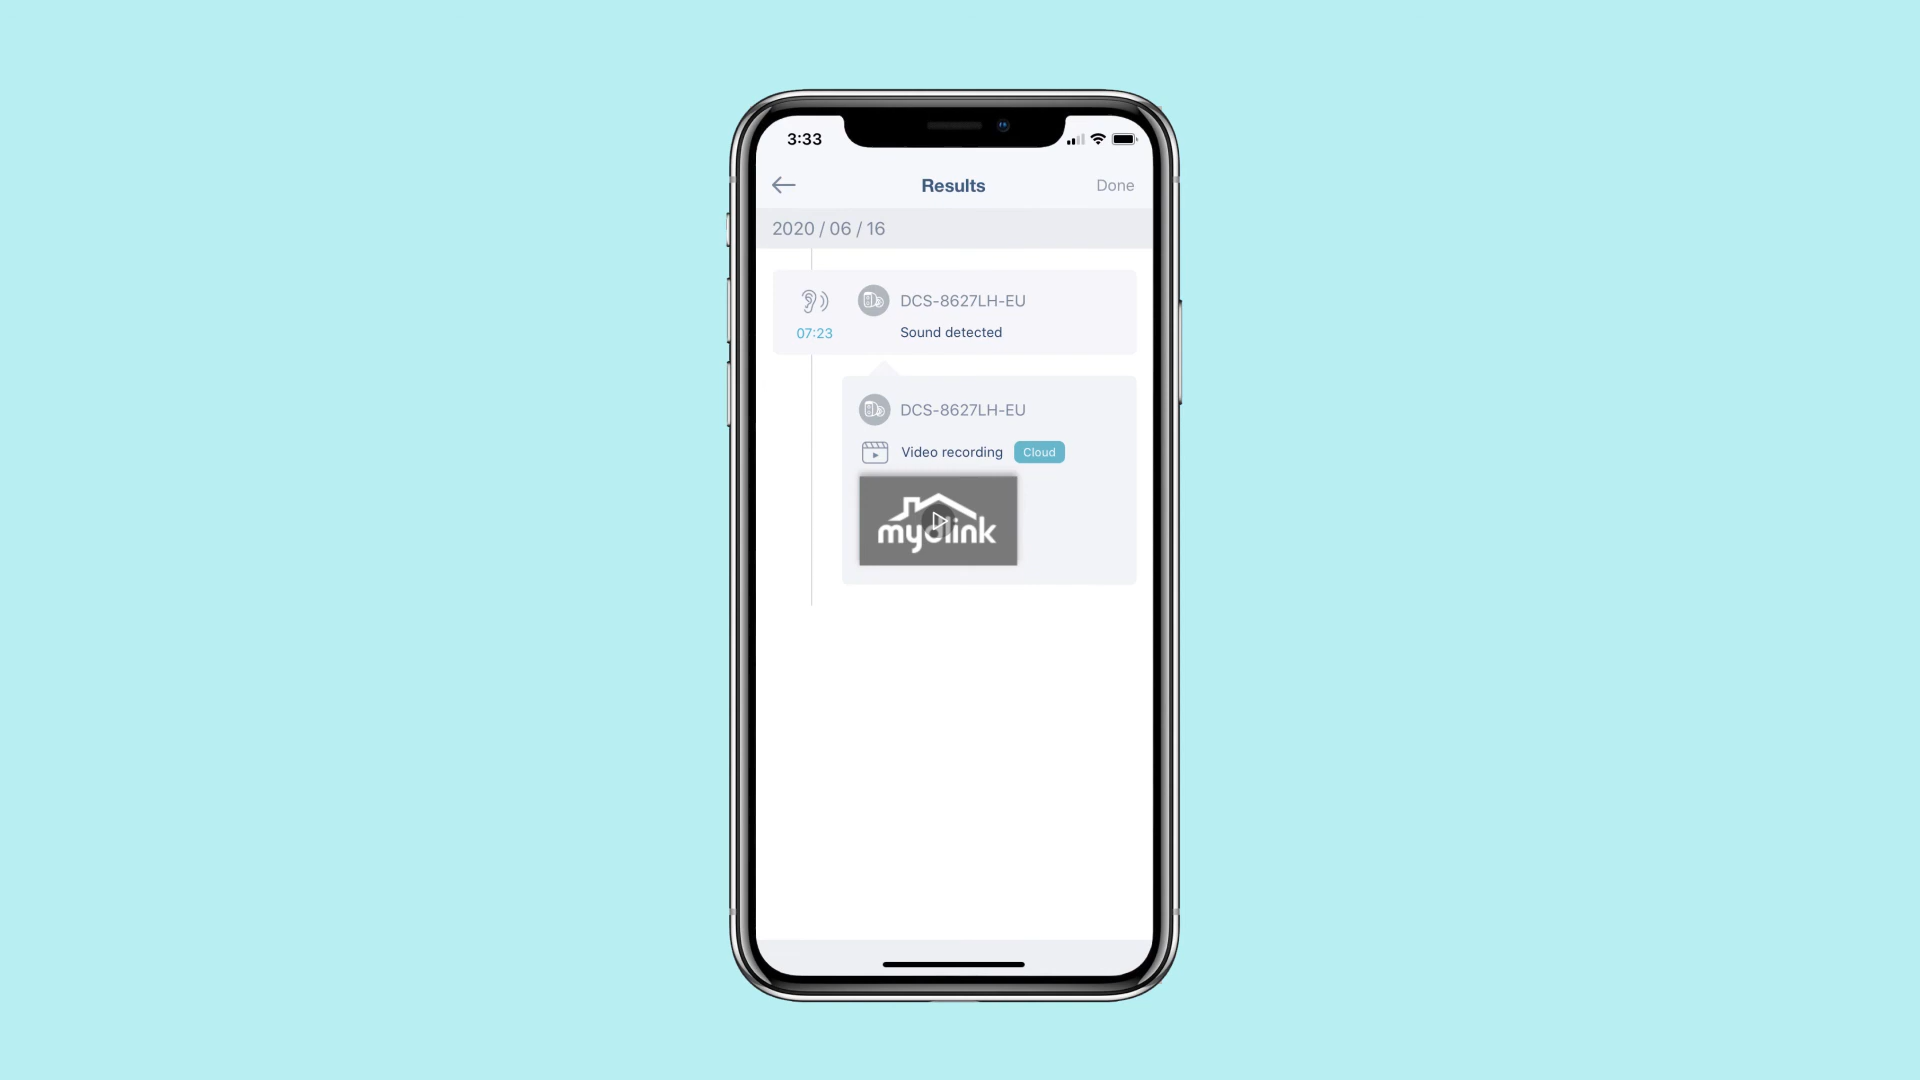 3:33
Results
Done
2020 / 06 / 16
DCS-8627LH-EU
07:23
Sound detected
DCS-8627LH-EU
Video recording
Cloud
mydlink